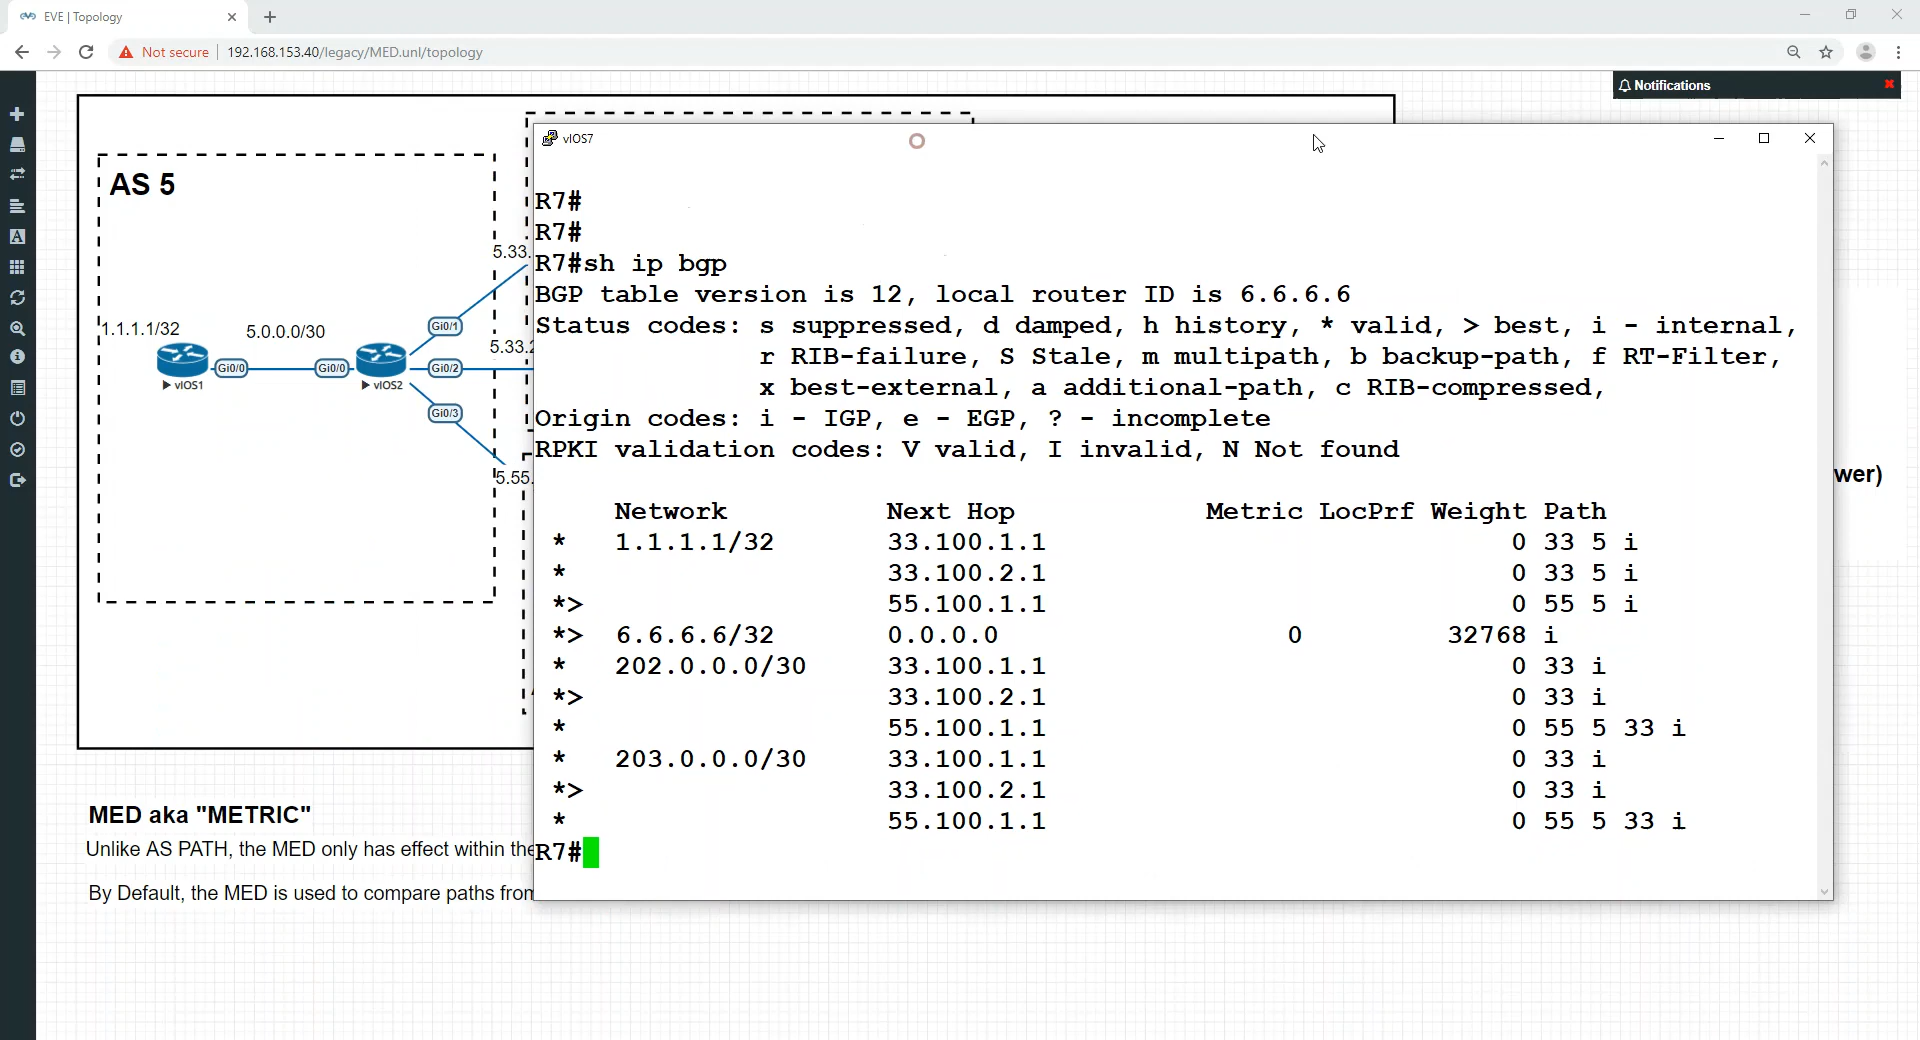 EVE | Topology
Not secure
192.168.153.40/legacy/MED.unl/topology
Notifications
AS 5
5.33.
1.1.1.1/32
5.0.0.0/30
Gi0/1
5.33.2
Gi0/0
Gi0/0
Gi0/2
vIOS1
vIOS2
Gi0/3
5.55.
wer)
MED aka "METRIC"
Unlike AS PATH, the MED only has effect within the
By Default, the MED is used to compare paths from
vIOS7
R7#
R7#
R7#sh ip bgp
BGP table version is 12, local router ID is 6.6.6.6
Status codes: s suppressed, d damped, h history, * valid, > best, i - internal,
r RIB-failure, S Stale, m multipath, b backup-path, f RT-Filter,
x best-external, a additional-path, c RIB-compressed,
Origin codes: i - IGP, e - EGP, ? - incomplete
RPKI validation codes: V valid, I invalid, N Not found
Network Next Hop Metric LocPrf Weight Path
* 1.1.1.1/32 33.100.1.1 0 33 5 i
* 33.100.2.1 0 33 5 i
*> 55.100.1.1 0 55 5 i
*> 6.6.6.6/32 0.0.0.0 0 32768 i
* 202.0.0.0/30 33.100.1.1 0 33 i
*> 33.100.2.1 0 33 i
* 55.100.1.1 0 55 5 33 i
* 203.0.0.0/30 33.100.1.1 0 33 i
*> 33.100.2.1 0 33 i
* 55.100.1.1 0 55 5 33 i
R7#